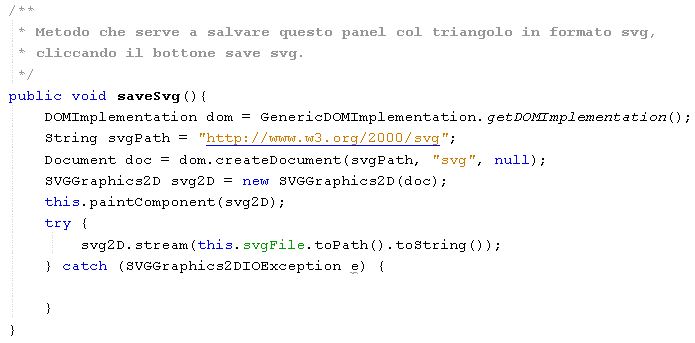 /**
 * Metodo che serve a salvare questo panel col triangolo in formato svg,
 * cliccando il bottone save svg.
 */
public void saveSvg(){
    DOMImplementation dom = GenericDOMImplementation.getDOMImplementation();
    String svgPath = "http://www.w3.org/2000/svg";
    Document doc = dom.createDocument(svgPath, "svg", null);
    SVGGraphics2D svg2D = new SVGGraphics2D(doc);
    this.paintComponent(svg2D);
    try {
        svg2D.stream(this.svgFile.toPath().toString());
    } catch (SVGGraphics2DIOException e) {
    }
}